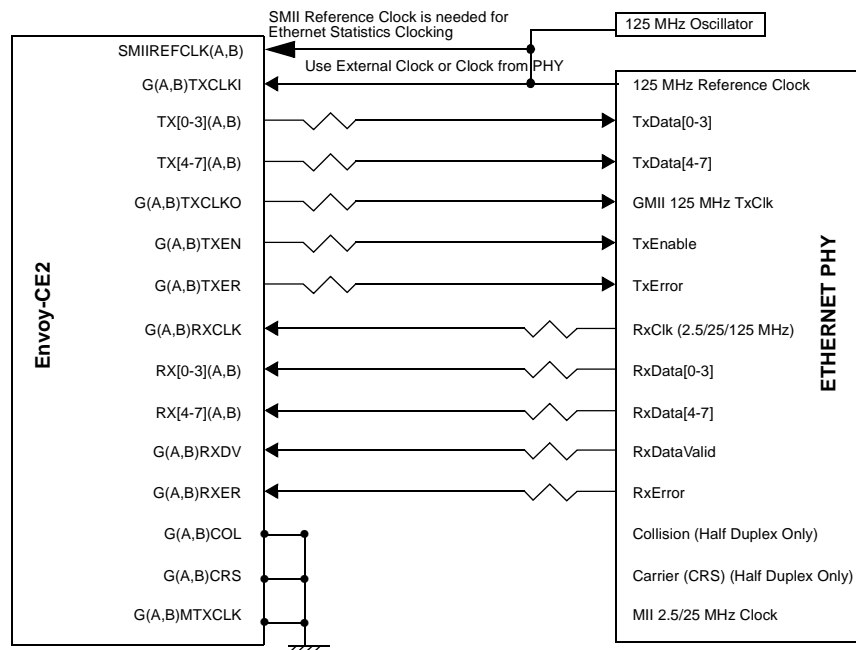 SMII Reference Clock is needed for
Ethernet Statistics Clocking
125 MHz Oscillator
SMIIREFCLK(A,B)
Use External Clock or Clock from PHY
G(A,B)TXCLKI
125 MHz Reference Clock
TX[0-3](A,B)
TxData[0-3]
TX[4-7](A,B)
TxData[4-7]
G(A,B)TXCLKO
GMII 125 MHz TxClk
G(A,B)TXEN
TxEnable
G(A,B)TXER
TxError
Envoy-CE2
ETHERNET PHY
G(A,B)RXCLK
RxClk (2.5/25/125 MHz)
RX[0-3](A,B)
RxData[0-3]
RX[4-7](A,B)
RxData[4-7]
G(A,B)RXDV
RxDataValid
G(A,B)RXER
RxError
G(A,B)COL
Collision (Half Duplex Only)
G(A,B)CRS
Carrier (CRS) (Half Duplex Only)
G(A,B)MTXCLK
MII 2.5/25 MHz Clock